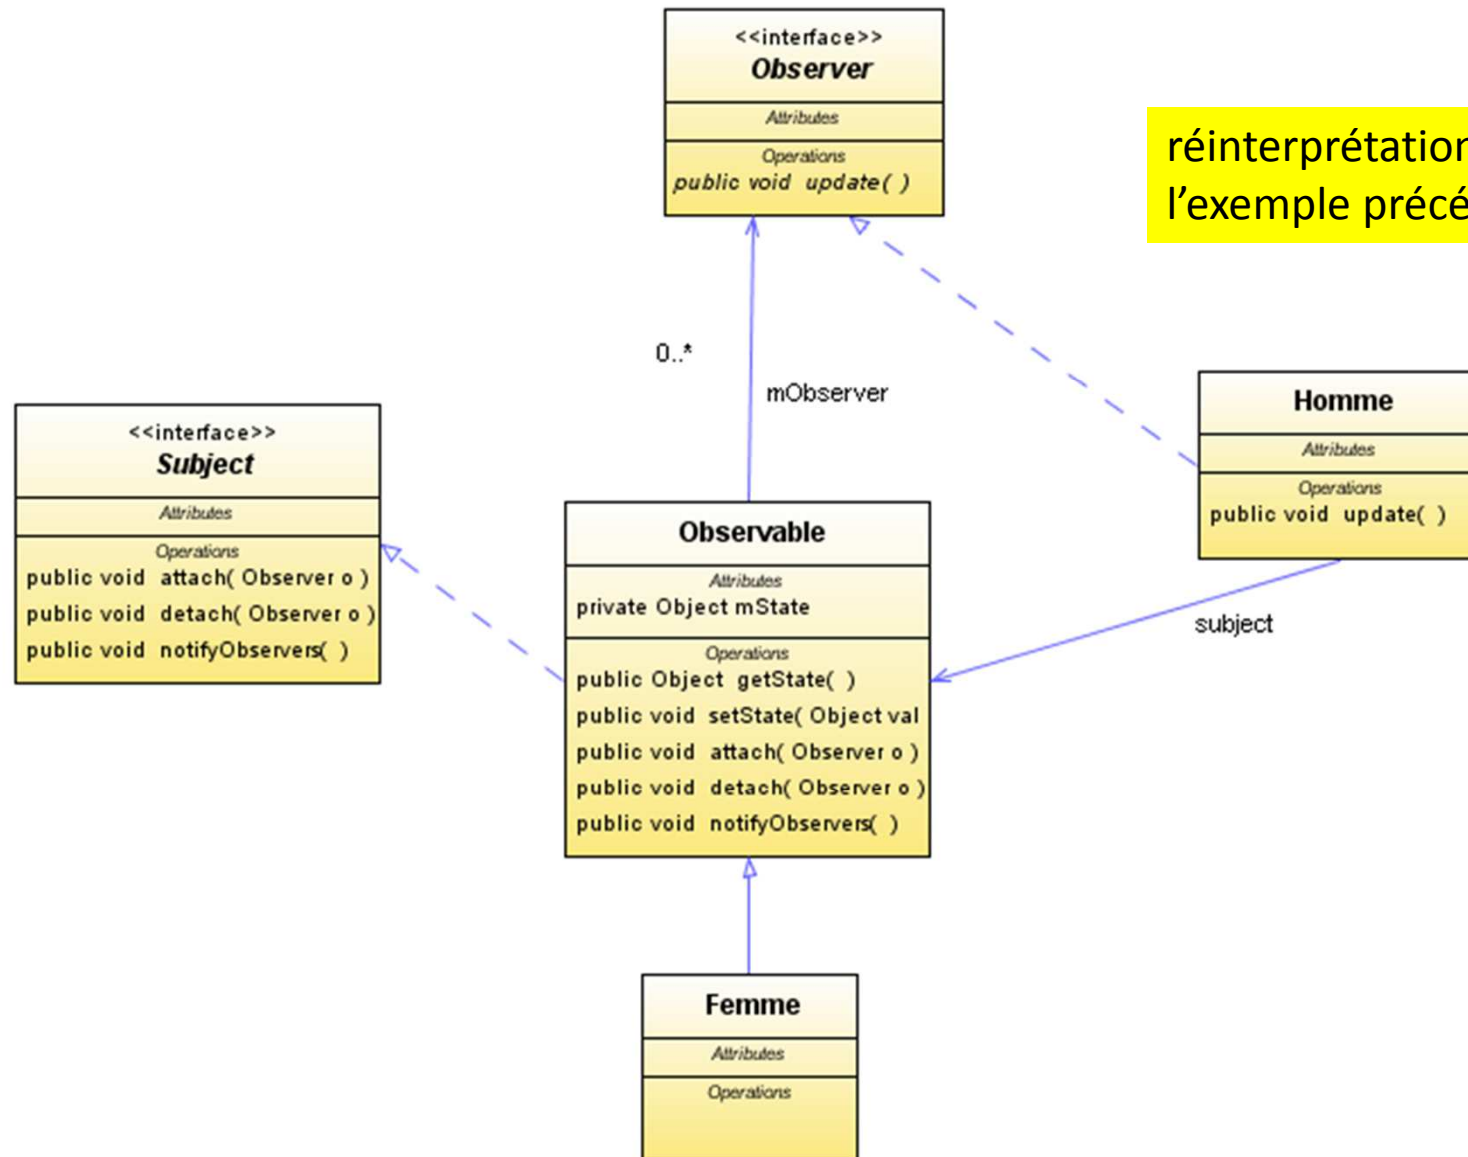 <<interface>>
Observer
Attributes
Operations
public void update( )
réinterprétation
l'exemple précé
0..*
mObserver
<<interface>>
Subject
Attributes
Operations
public void attach( Observer o )
public void detach( Observer o )
public void notifyObservers( )
Homme
Attributes
Operations
public void update( )
subject
Observable
Attributes
private Object mState
Operations
public Object getState( )
public void setState( Object val
public void attach( Observer o )
public void detach( Observer o )
public void notifyObservers( )
Femme
Attributes
Operations